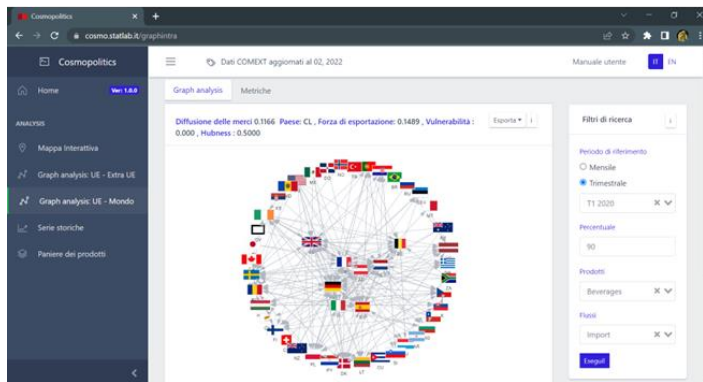 Cosmopolitics
cosmo.statlab.it/graphintra
Cosmopolitics
Dati COMEXT aggiornati al 02, 2022
Manuale utente
IT
EN
Home
Ver: 1.0.0
ANALYSIS
Mappa Interattiva
Graph analysis: UE - Extra UE
Graph analysis: UE - Mondo
Serie storiche
Paniere dei prodotti
Graph analysis
Metriche
Diffusione delle merci 0.1166 Paese: CL , Forza di esportazione: 0.1489 , Vulnerabilità :
0.000 , Hubness : 0.5000
Esporta
i
Filtri di ricerca
i
Periodo di riferimento
Mensile
Trimestrale
T1 2020
Percentuale
90
Prodotti
Beverages
Flussi
Import
Esegui